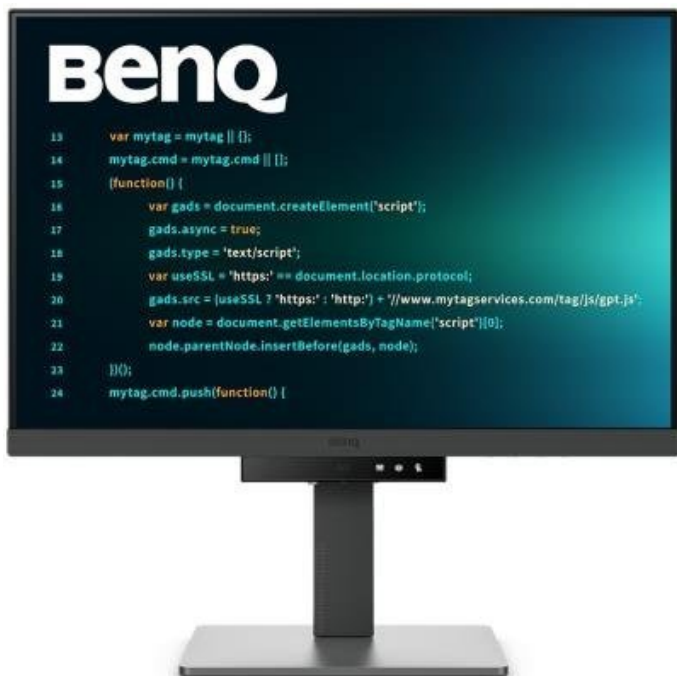 BenQ
13 var mytag = mytag || {};
14 mytag.cmd = mytag.cmd || [];
15 (function() {
16 var gads = document.createElement('script');
17 gads.async = true;
18 gads.type = 'text/script';
19 var useSSL = 'https:' == document.location.protocol;
20 gads.src = (useSSL ? 'https:' : 'http:') + '//www.mytagservices.com/tag/js/gpt.js';
21 var node = document.getElementsByTagName('script')[0];
22 node.parentNode.insertBefore(gads, node);
23 })();
24 mytag.cmd.push(function() {
BenQ